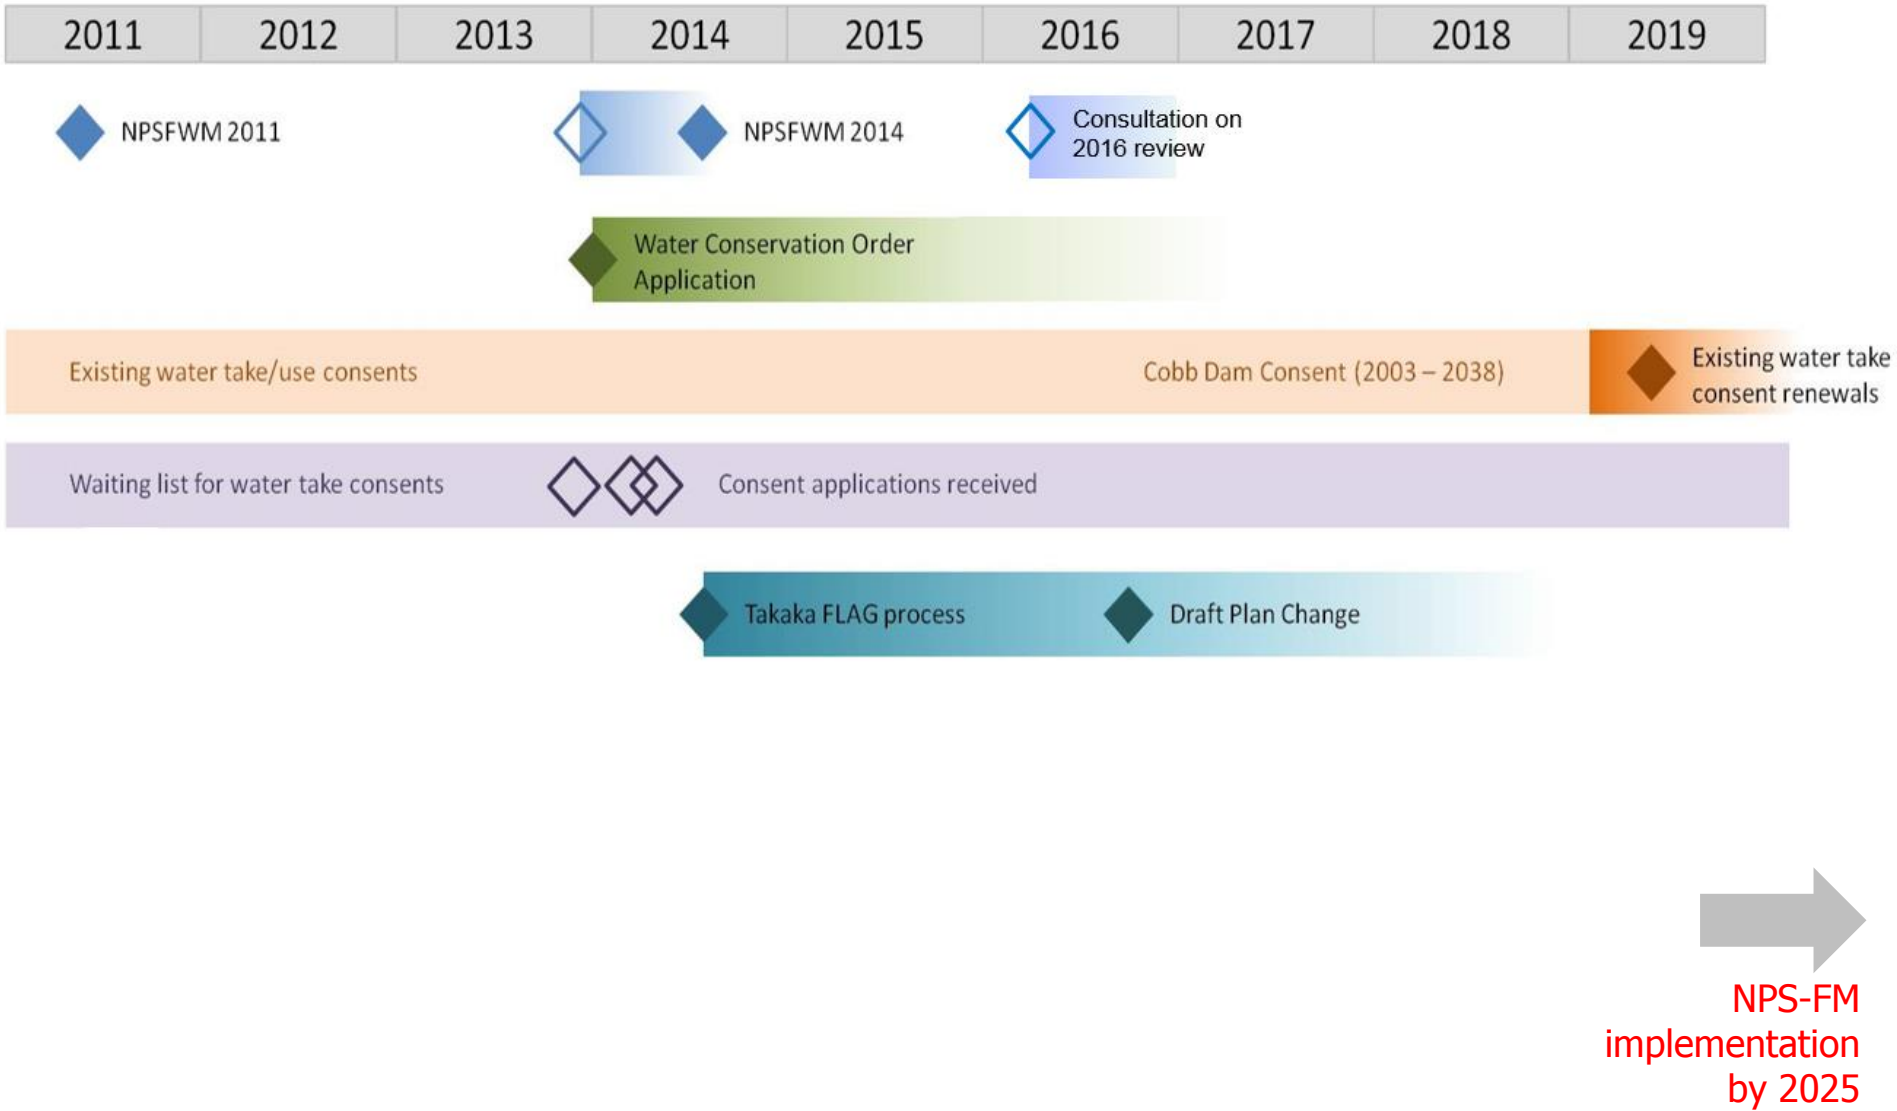 2011 2012 2013 2014 2015 2016 2017 2018 2019
NPSFWM 2011
NPSFWM 2014
Consultation on
2016 review
Water Conservation Order
Application
Existing water take/use consents
Cobb Dam Consent (2003 – 2038)
Existing water take
consent renewals
Waiting list for water take consents
Consent applications received
Takaka FLAG process
Draft Plan Change
NPS-FM
implementation
by 2025